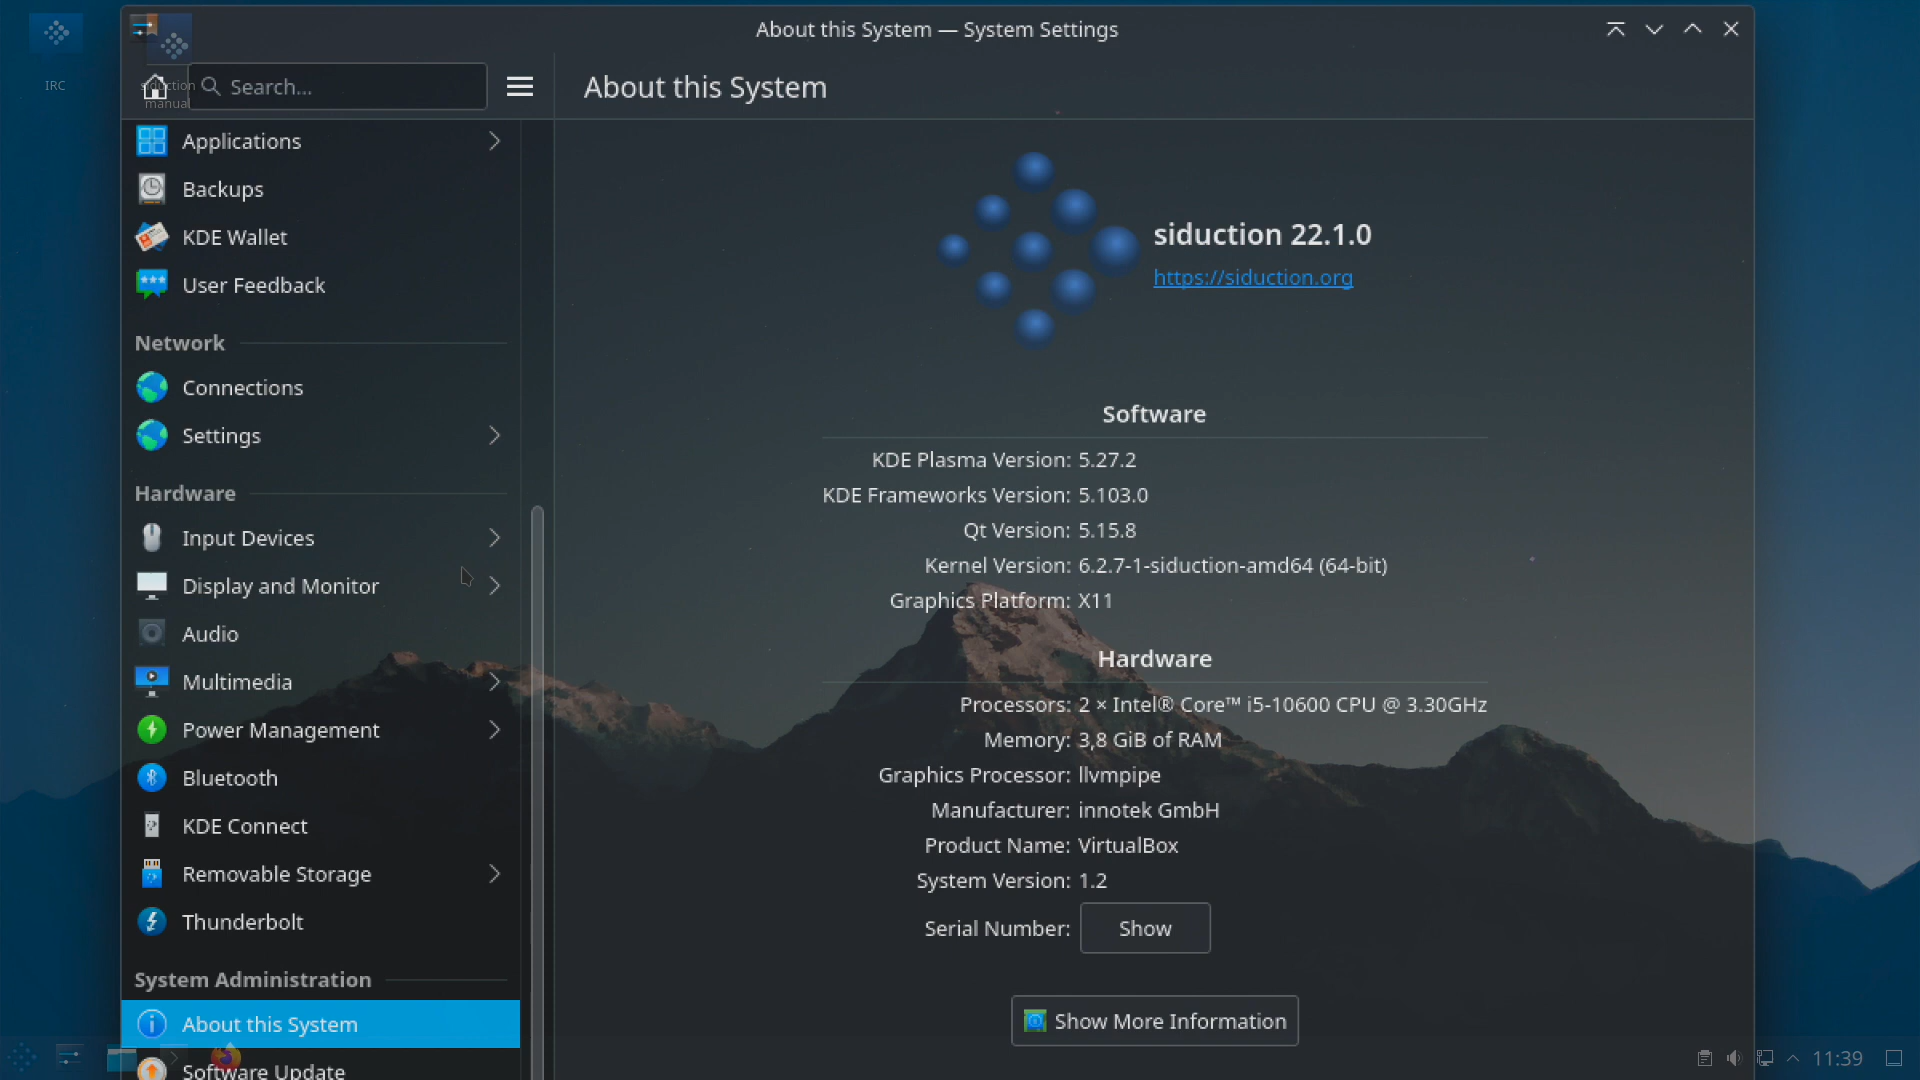 About this System — System Settings
IRC
siduction
manual
Search...
About this System
Applications
Backups
KDE Wallet
User Feedback
Network
Connections
Settings
Hardware
Input Devices
Display and Monitor
Audio
Multimedia
Power Management
Bluetooth
KDE Connect
Removable Storage
Thunderbolt
System Administration
About this System
Software Update
siduction 22.1.0
https://siduction.org
Software
KDE Plasma Version: 5.27.2
KDE Frameworks Version: 5.103.0
Qt Version: 5.15.8
Kernel Version: 6.2.7-1-siduction-amd64 (64-bit)
Graphics Platform: X11
Hardware
Processors: 2 × Intel® Core™ i5-10600 CPU @ 3.30GHz
Memory: 3,8 GiB of RAM
Graphics Processor: llvmpipe
Manufacturer: innotek GmbH
Product Name: VirtualBox
System Version: 1.2
Serial Number: Show
Show More Information
11:39